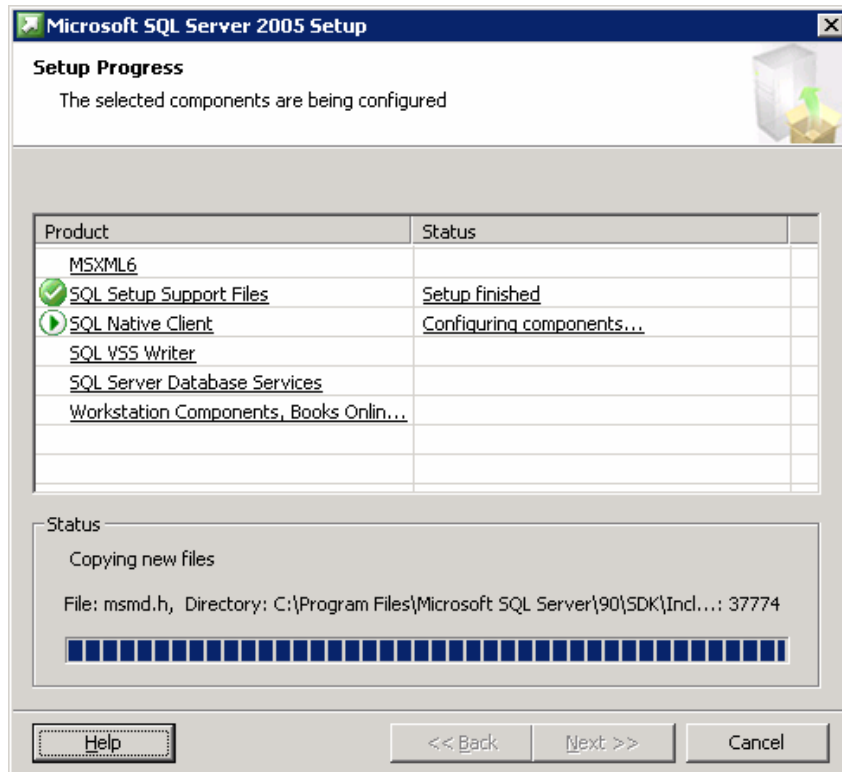 Microsoft SQL Server 2005 Setup
Setup Progress
The selected components are being configured
Product Status
MSXML6
SQL Setup Support Files Setup finished
SQL Native Client Configuring components...
SQL VSS Writer
SQL Server Database Services
Workstation Components, Books Onlin...
Status
Copying new files
File: msmd.h, Directory: C:\Program Files\Microsoft SQL Server\90\SDK\Incl...: 37774
Help << Back Next >> Cancel